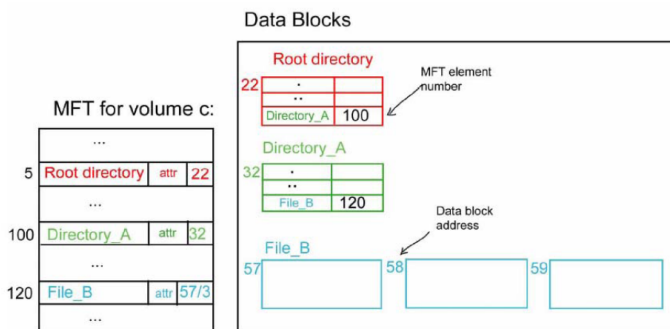 Data Blocks
Root directory
22
.
..
Directory_A 100
MFT element
number
MFT for volume c:
...
5 Root directory attr 22
...
100 Directory_A attr 32
...
120 File_B attr 57/3
...
Directory_A
32
.
..
File_B 120
Data block
address
File_B
57 58 59